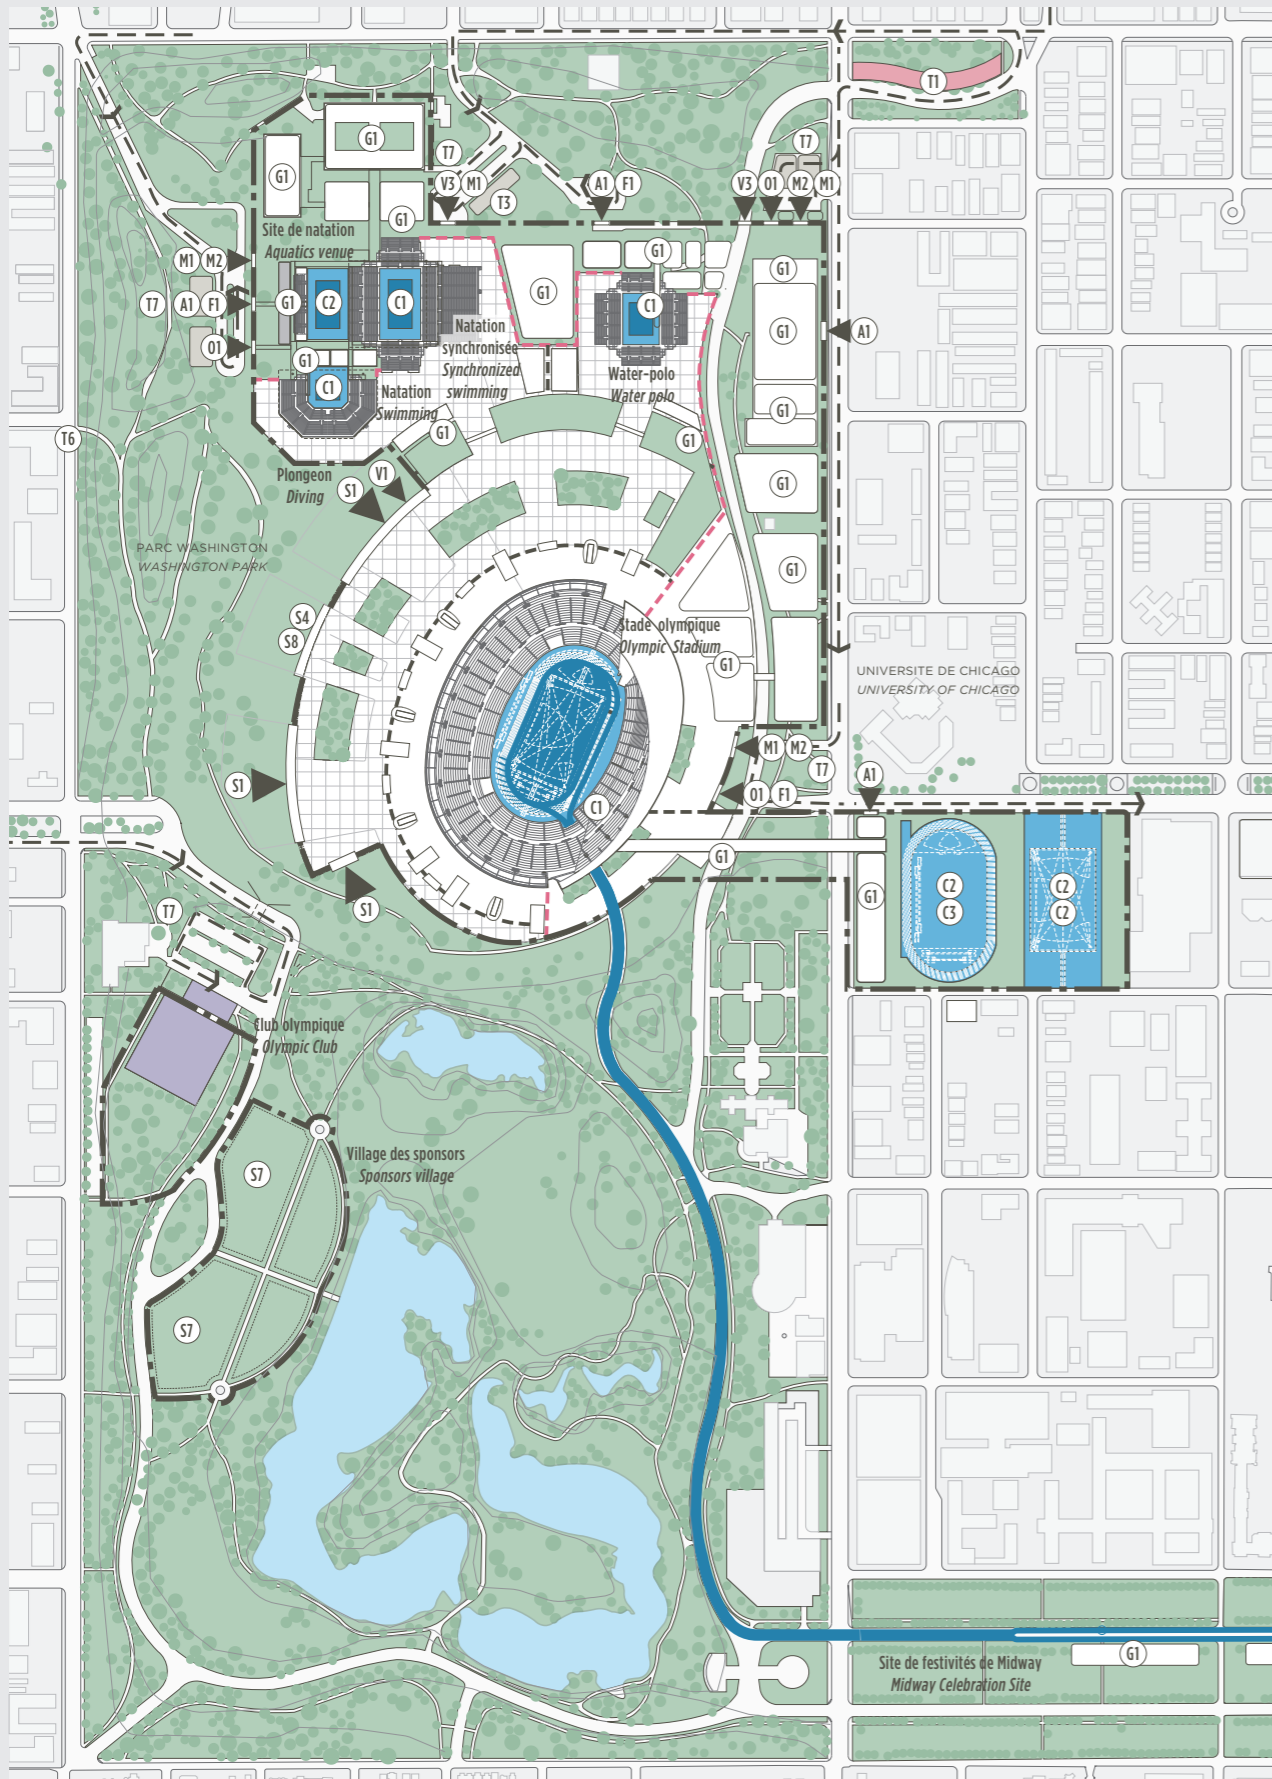 T1
G1
T7
T7
G1
V3 M1
A1 F1
V3 O1 M2 M1
T3
G1
Site de natation
Aquatics venue
G1
M1 M2
G1
T7 A1 F1
G1
C2
C1
G1
C1
G1
A1
O1
G1
Natation
synchronisée
Synchronized
swimming
C1
Natation
Swimming
Water-polo
Water polo
G1
T6
G1
G1
Plongeon
Diving
S1
V1
G1
PARC WASHINGTON
WASHINGTON PARK
G1
S4
S8
Stade olympique
Olympic Stadium
G1
UNIVERSITE DE CHICAGO
UNIVERSITY OF CHICAGO
M1 M2
T7
S1
O1 F1
A1
C1
G1
G1
C2
C3
C2
C2
T7
S1
Club olympique
Olympic Club
Village des sponsors
Sponsors village
S7
S7
Site de festivités de Midway
Midway Celebration Site
G1